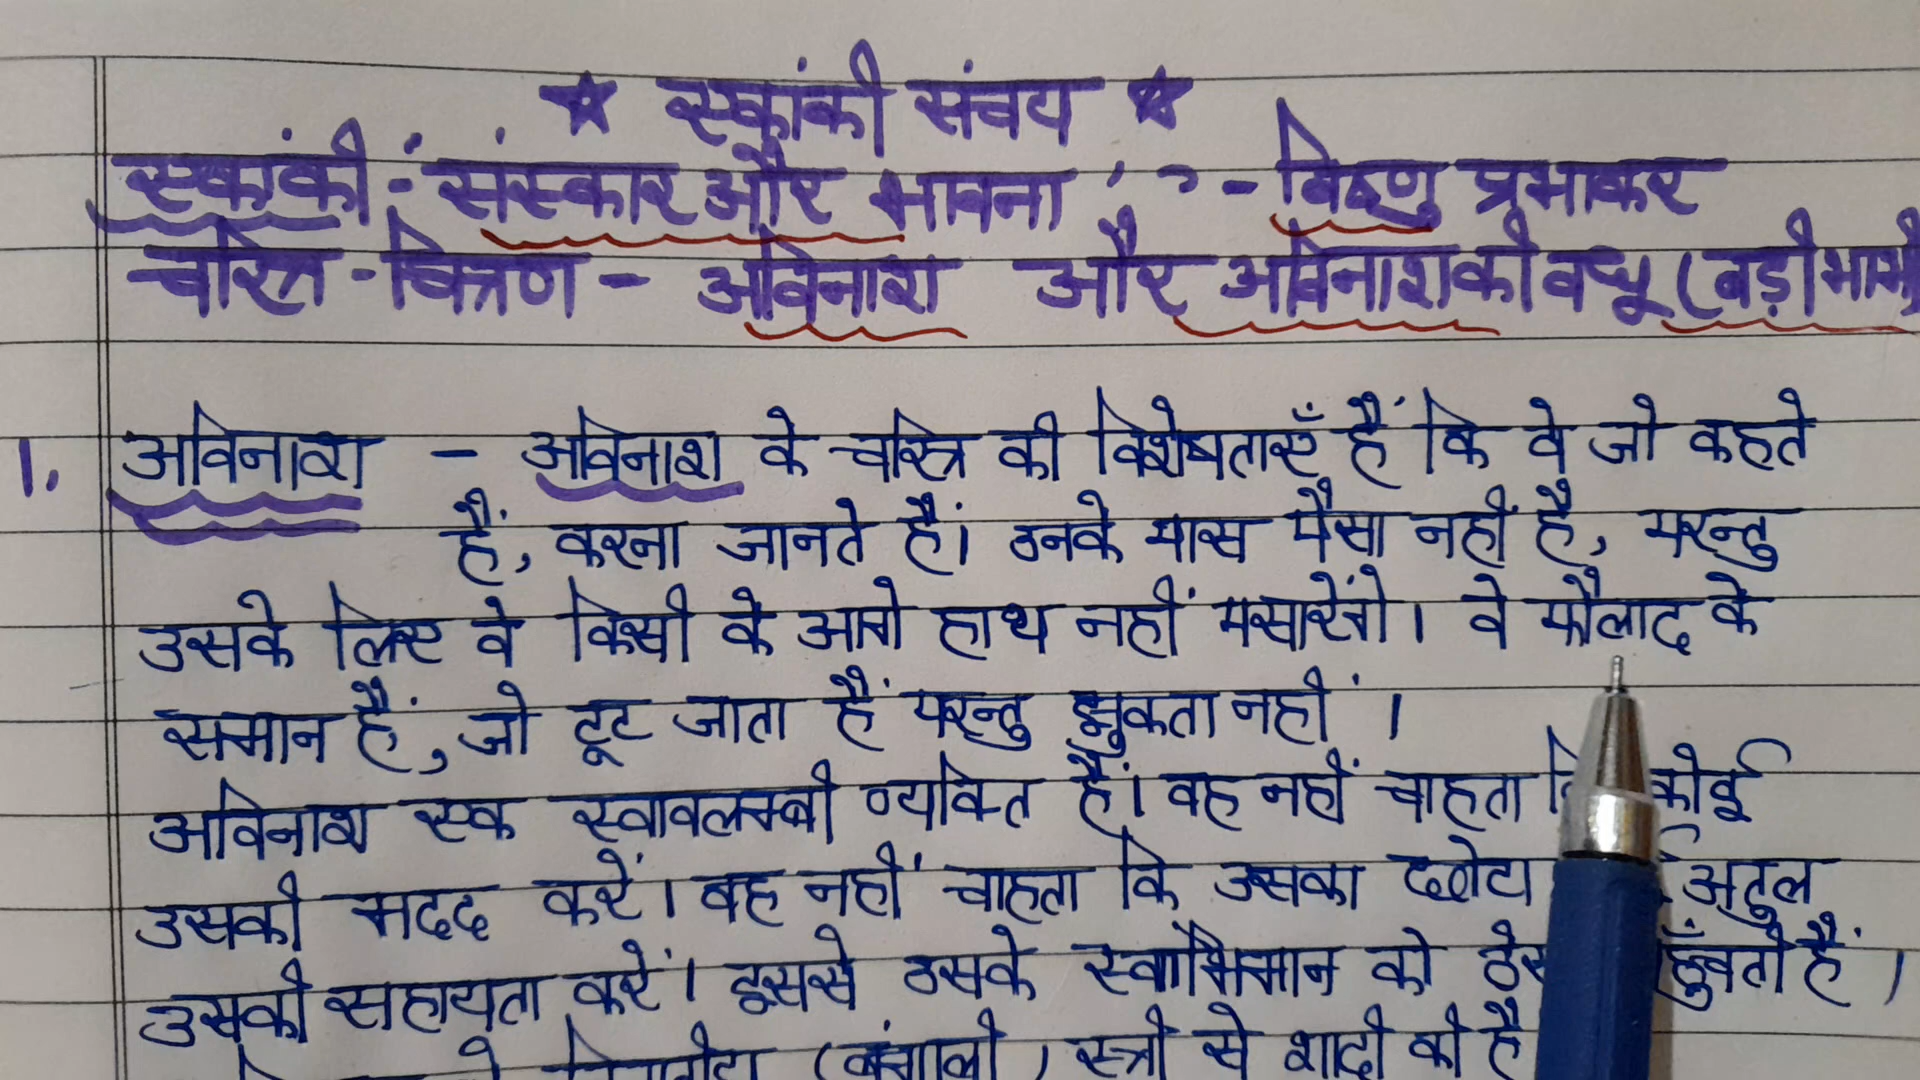 ★ एकांकी संचय ★
एकांकी :- संस्कार और भावना ' ' - विष्णु प्रभाकर
चरित्र - चित्रण - अविनाश और अविनाश की वधू (बड़ी भाभी
1. अविनाश - अविनाश के चरित्र की विशेषताएँ हैं कि वे जो कहते
हैं, करना जानते हैं। उनके पास पैसा नहीं है, परन्तु
उसके लिए वे किसी के आगे हाथ नहीं पसारेंगे। वे फौलाद के
समान हैं, जो टूट जाता हैं परन्तु झुकता नहीं ।
अविनाश एक स्वावलम्बी व्यक्ति हैं। वह नहीं चाहता कोई
उसकी मदद करें। वह नहीं चाहता कि उसका छोटा अतुल
उसकी सहायता करें। इससे उसके स्वाभिमान को हैं ।
(बंगाली) स्त्री से शादी की है